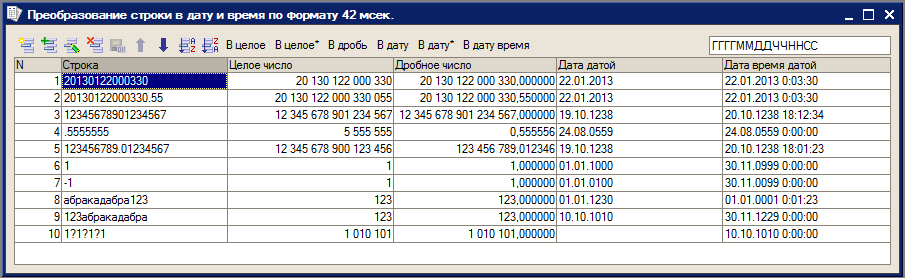 Преобразование строки в дату и время по формату 42 мсек.
В целое В целое* В дробь В дату В дату* В дату время ГГГГММДДЧЧННСС
N Строка Целое число Дробное число Дата датой Дата время датой
1 20130122000330 20 130 122 000 330 20 130 122 000 330,000000 22.01.2013 22.01.2013 0:03:30
2 20130122000330.55 20 130 122 000 330 055 20 130 122 000 330,550000 22.01.2013 22.01.2013 0:03:30
3 12345678901234567 12 345 678 901 234 567 12 345 678 901 234 567,000000 19.10.1238 20.10.1238 18:12:34
4 .5555555 5 555 555 0,555556 24.08.0559 24.08.0559 0:00:00
5 123456789.01234567 12 345 678 900 123 456 123 456 789,012346 19.10.1238 20.10.1238 18:01:23
6 1 1 1,000000 01.01.1000 30.11.0999 0:00:00
7 -1 1 1,000000 01.01.0100 30.11.0099 0:00:00
8 абракадабра123 123 123,000000 01.01.1230 01.01.0001 0:01:23
9 123абракадабра 123 123,000000 10.10.1010 30.11.1229 0:00:00
10 1?1?1?1 1 010 101 1 010 101,000000 10.10.1010 0:00:00